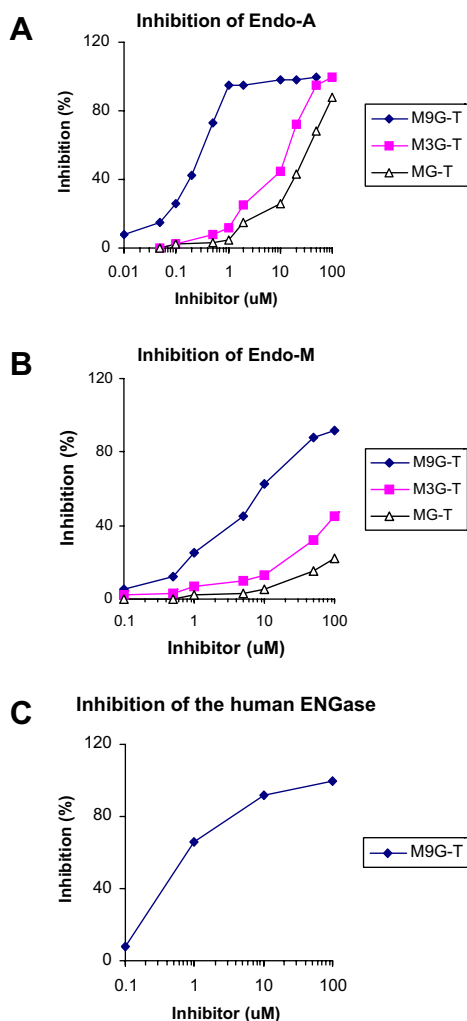 A
Inhibition of Endo-A
Inhibition (%)
120
80
40
0
0.01
0.1
1
10
100
Inhibitor (uM)
M9G-T
M3G-T
MG-T
B
Inhibition of Endo-M
Inhibition (%)
120
80
40
0
0.1
1
10
100
Inhibitor (uM)
M9G-T
M3G-T
MG-T
C
Inhibition of the human ENGase
Inhibition (%)
120
80
40
0
0.1
1
10
100
Inhibitor (uM)
M9G-T